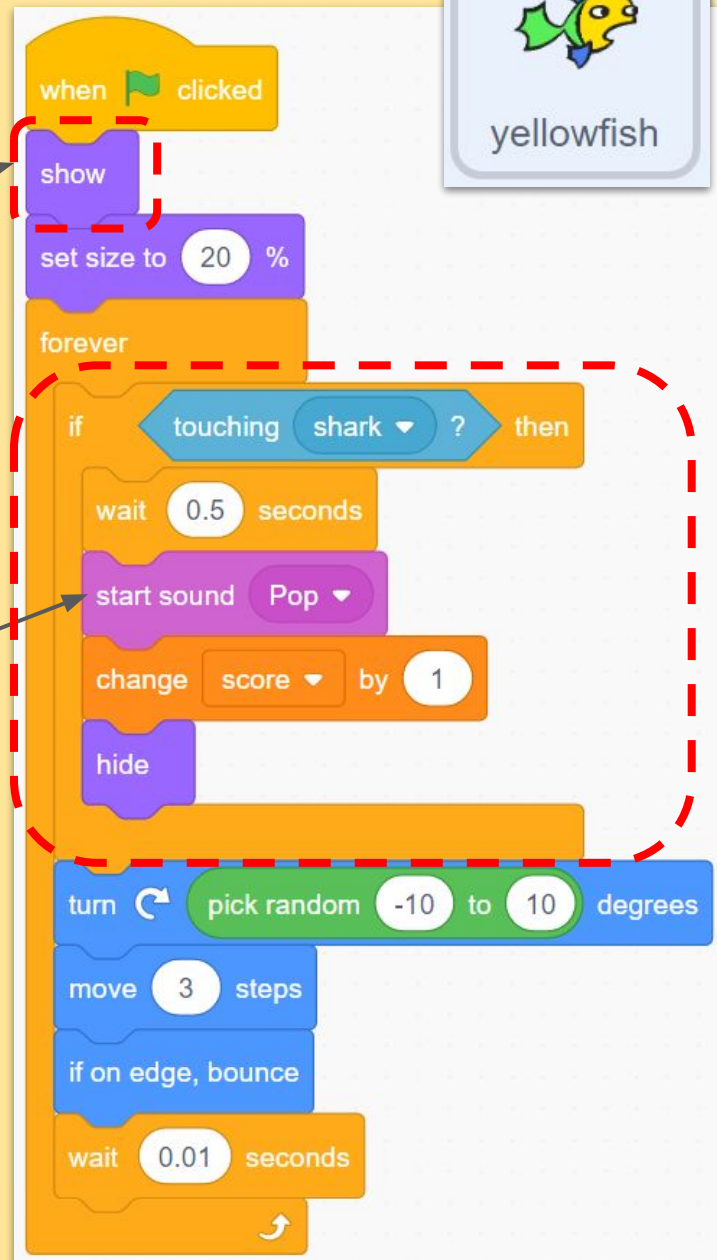 yellowfish
when clicked
show
set size to 20 %
forever
if touching shark ? then
wait 0.5 seconds
start sound Pop
change score by 1
hide
turn pick random -10 to 10 degrees
move 3 steps
if on edge, bounce
wait 0.01 seconds